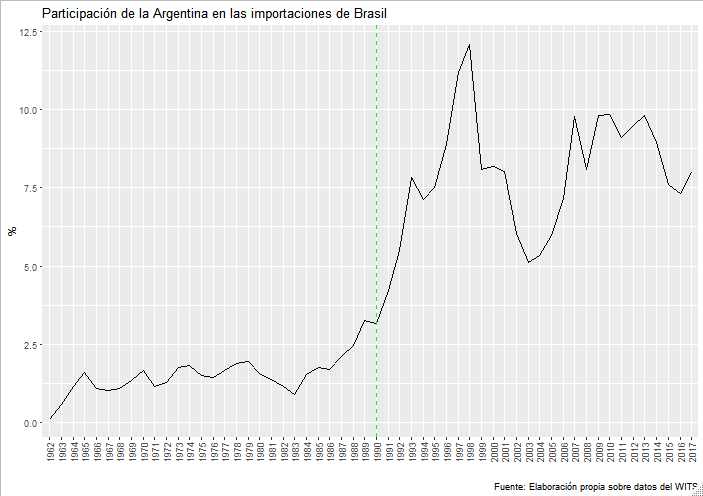 Participación de la Argentina en las importaciones de Brasil
12.5
10.0
7.5
5.0
2.5
0.0
%
1962 1963 1964 1965 1966 1967 1968 1969 1970 1971 1972 1973 1974 1975 1976 1977 1978 1979 1980 1981 1982 1983 1984 1985 1986 1987 1988 1989 1990 1991 1992 1993 1994 1995 1996 1997 1998 1999 2000 2001 2002 2003 2004 2005 2006 2007 2008 2009 2010 2011 2012 2013 2014 2015 2016 2017
Fuente: Elaboración propia sobre datos del WITS